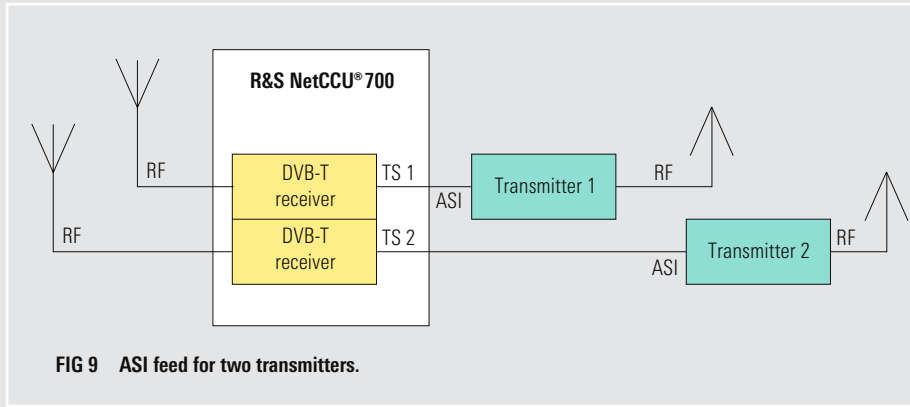 R&S NetCCU® 700
RF
DVB-T
receiver
TS 1
ASI
Transmitter 1
RF
RF
DVB-T
receiver
TS 2
ASI
Transmitter 2
RF
FIG 9 ASI feed for two transmitters.